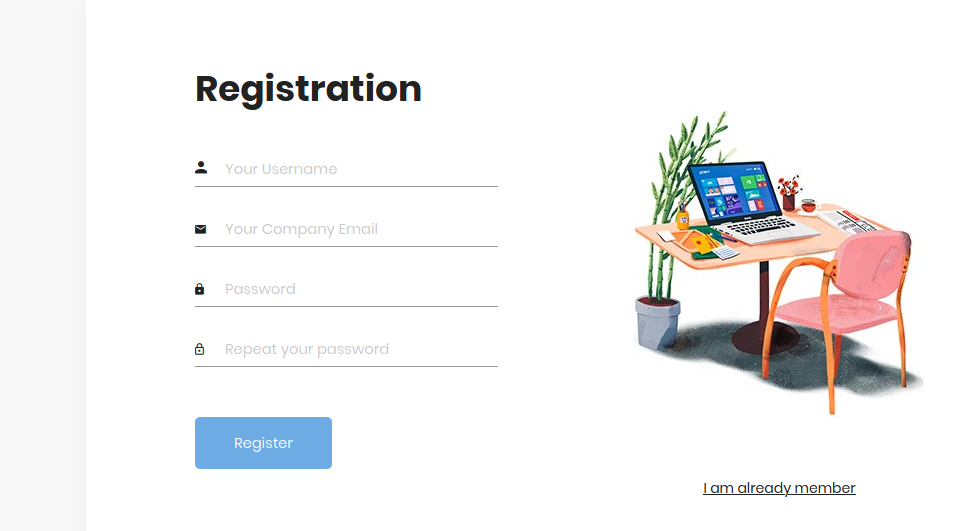 Registration
Your Username
Your Company Email
Password
Repeat your password
Register
I am already member